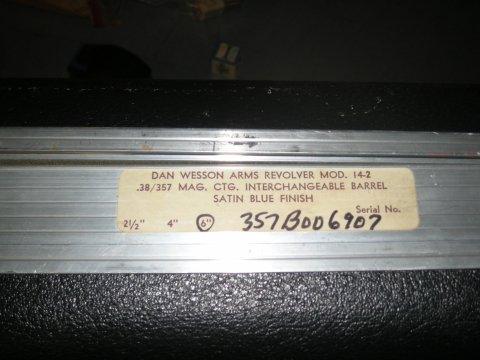 DAN WESSON ARMS REVOLVER MOD. 14-2
.38/357 MAG. CTG. INTERCHANGEABLE BARREL
SATIN BLUE FINISH
Serial No.
2½" 4" 6" 357B006907